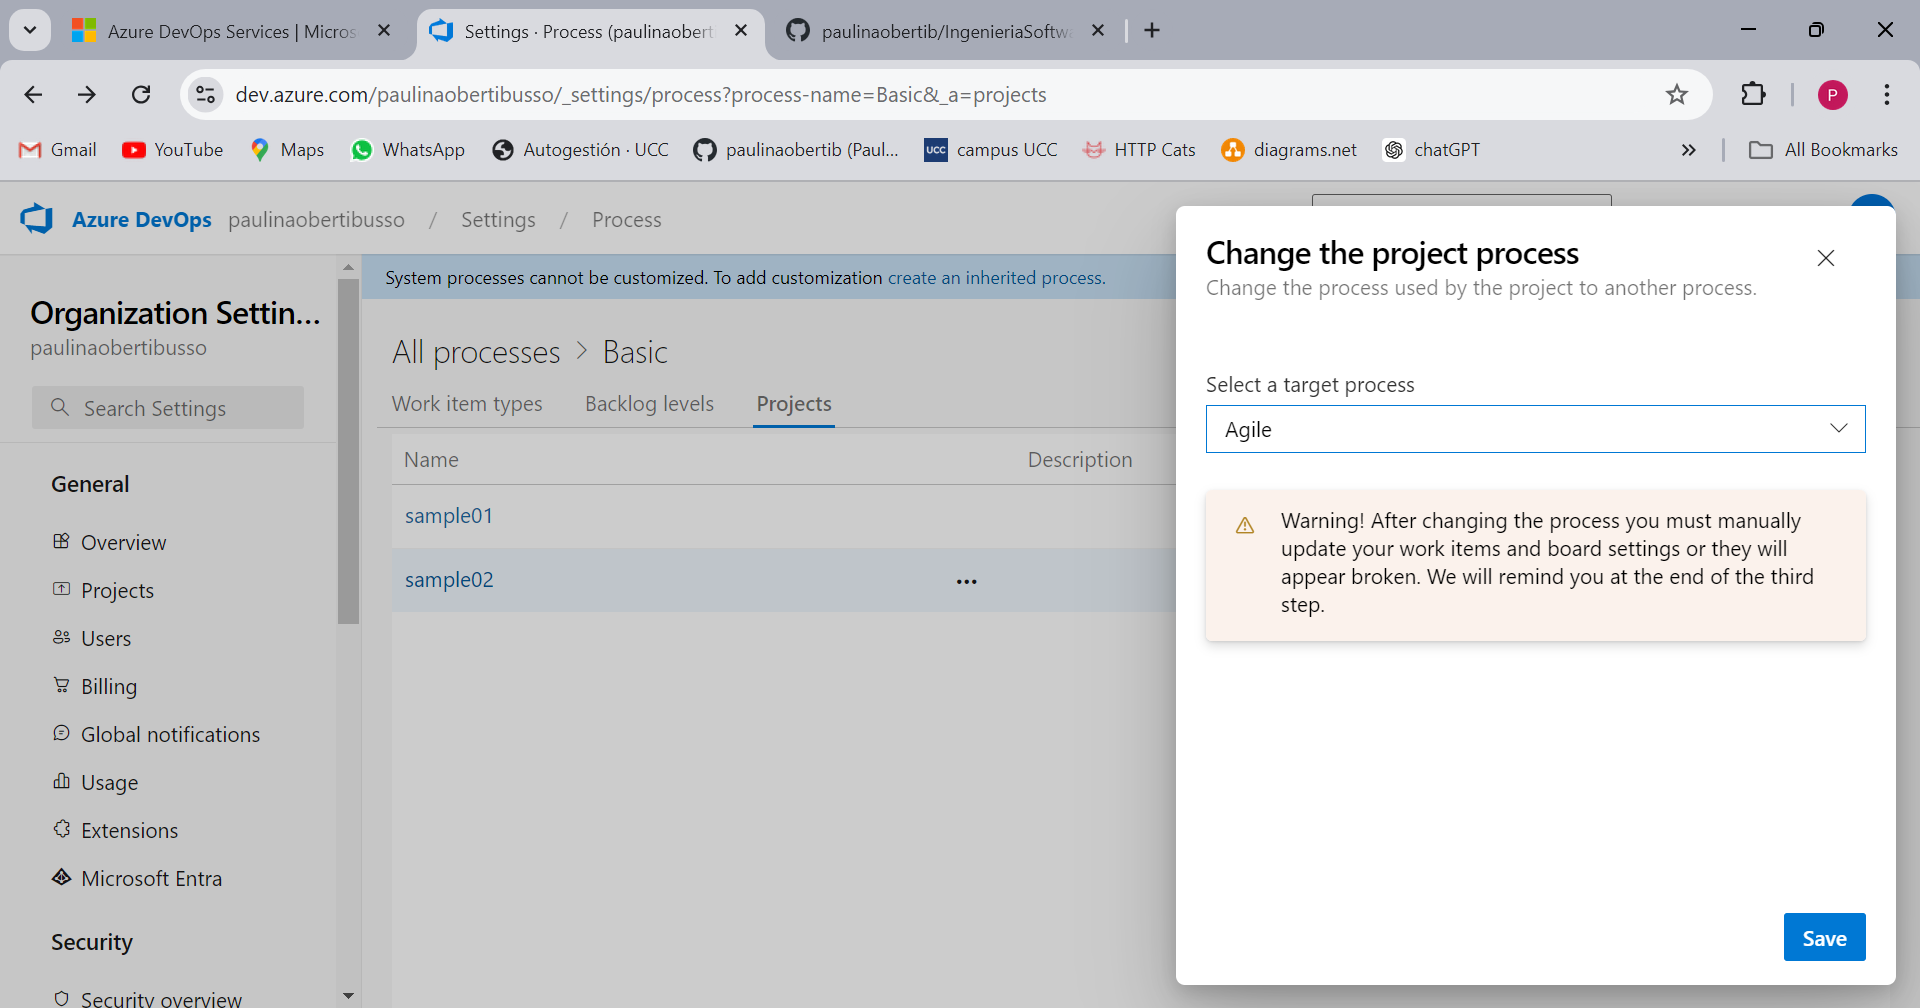 Azure DevOps Services | Micros
Settings · Process (paulinaobert
paulinaobertib/IngenieriaSoftw
dev.azure.com/paulinaobertibusso/_settings/process?process-name=Basic&_a=projects
P
Gmail
YouTube
Maps
WhatsApp
Autogestión · UCC
paulinaobertib (Paul...
UCC
campus UCC
HTTP Cats
diagrams.net
chatGPT
All Bookmarks
Azure DevOps
paulinaobertibusso / Settings / Process
Organization Settin...
paulinaobertibusso
Search Settings
General
Overview
Projects
Users
Billing
Global notifications
Usage
Extensions
Microsoft Entra
Security
Security overview
System processes cannot be customized. To add customization create an inherited process.
All processes > Basic
Work item types
Backlog levels
Projects
Name
Description
sample01
sample02
...
Change the project process
Change the process used by the project to another process.
Select a target process
Agile
Warning! After changing the process you must manually
update your work items and board settings or they will
appear broken. We will remind you at the end of the third
step.
Save